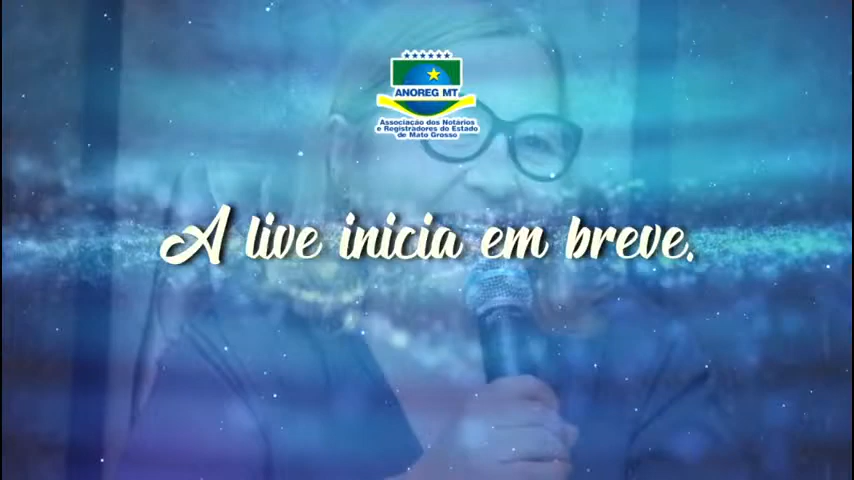 ANOREG MT
Associação dos Notários
e Registradores do Estado
de Mato Grosso
A live inicia em breve.